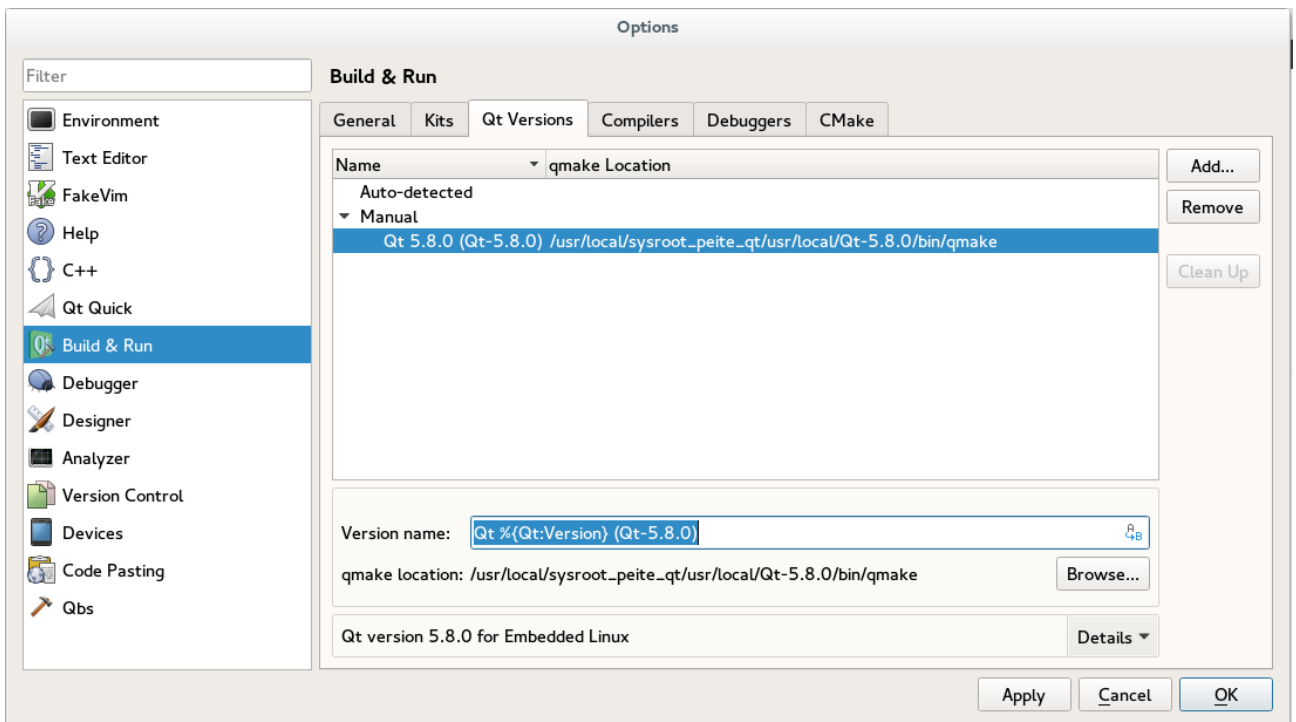 Options
Filter
Build & Run
Environment
Text Editor
FakeVim
Help
C++
Qt Quick
Build & Run
Debugger
Designer
Analyzer
Version Control
Devices
Code Pasting
Qbs
General Kits Qt Versions Compilers Debuggers CMake
Name qmake Location
Auto-detected
Manual
Qt 5.8.0 (Qt-5.8.0) /usr/local/sysroot_peite_qt/usr/local/Qt-5.8.0/bin/qmake
Add...
Remove
Clean Up
Version name: Qt %{Qt:Version} (Qt-5.8.0)
qmake location: /usr/local/sysroot_peite_qt/usr/local/Qt-5.8.0/bin/qmake Browse...
Qt version 5.8.0 for Embedded Linux Details
Apply Cancel OK